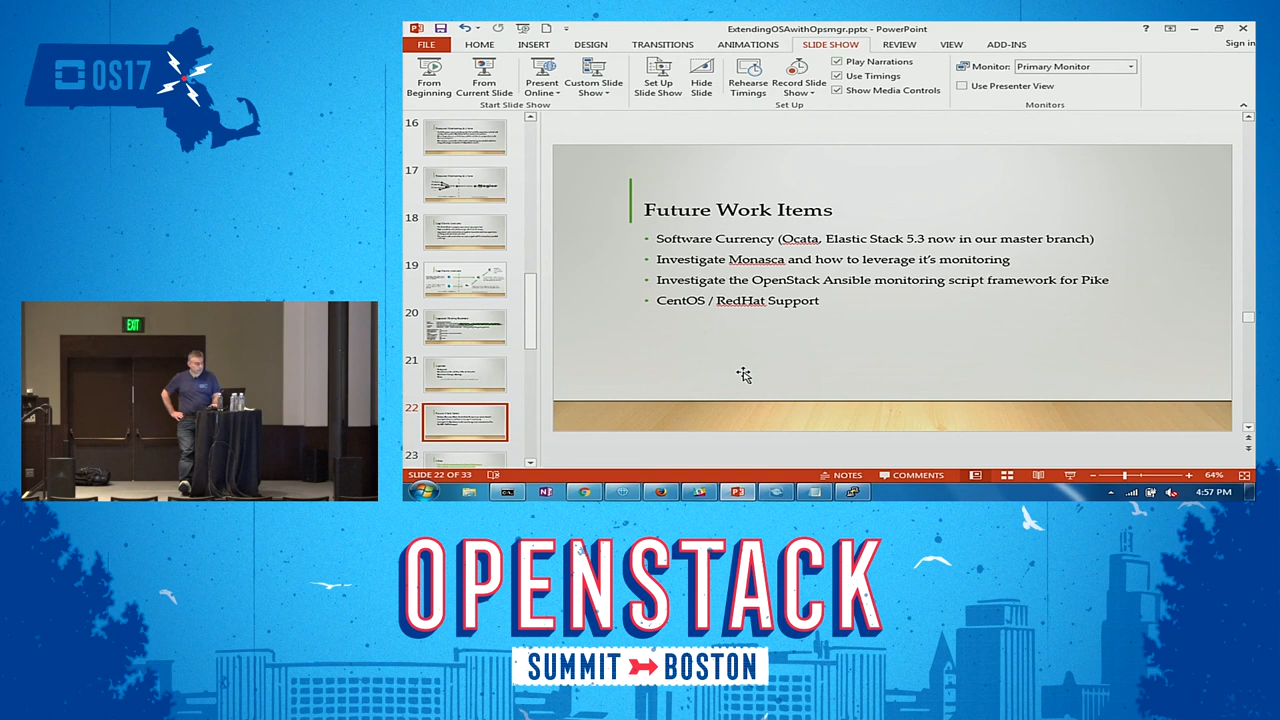 OS17
EXIT
ExtendingOSAwithOpsmgr.pptx - PowerPoint
FILE HOME INSERT DESIGN TRANSITIONS ANIMATIONS SLIDE SHOW REVIEW VIEW ADD-INS Sign in
From Beginning
From Current Slide
Present Online
Custom Slide Show
Set Up Slide Show
Hide Slide
Rehearse Timings
Record Slide Show
Play Narrations
Use Timings
Show Media Controls
Monitor: Primary Monitor
Use Presenter View
Start Slide Show Set Up Monitors
16
17
18
19
20
21
22
23
Future Work Items
• Software Currency (Ocata, Elastic Stack 5.3 now in our master branch)
• Investigate Monasca and how to leverage it's monitoring
• Investigate the OpenStack Ansible monitoring script framework for Pike
• CentOS / RedHat Support
SLIDE 22 OF 33 NOTES COMMENTS 64%
4:57 PM
OPENSTACK
SUMMIT BOSTON